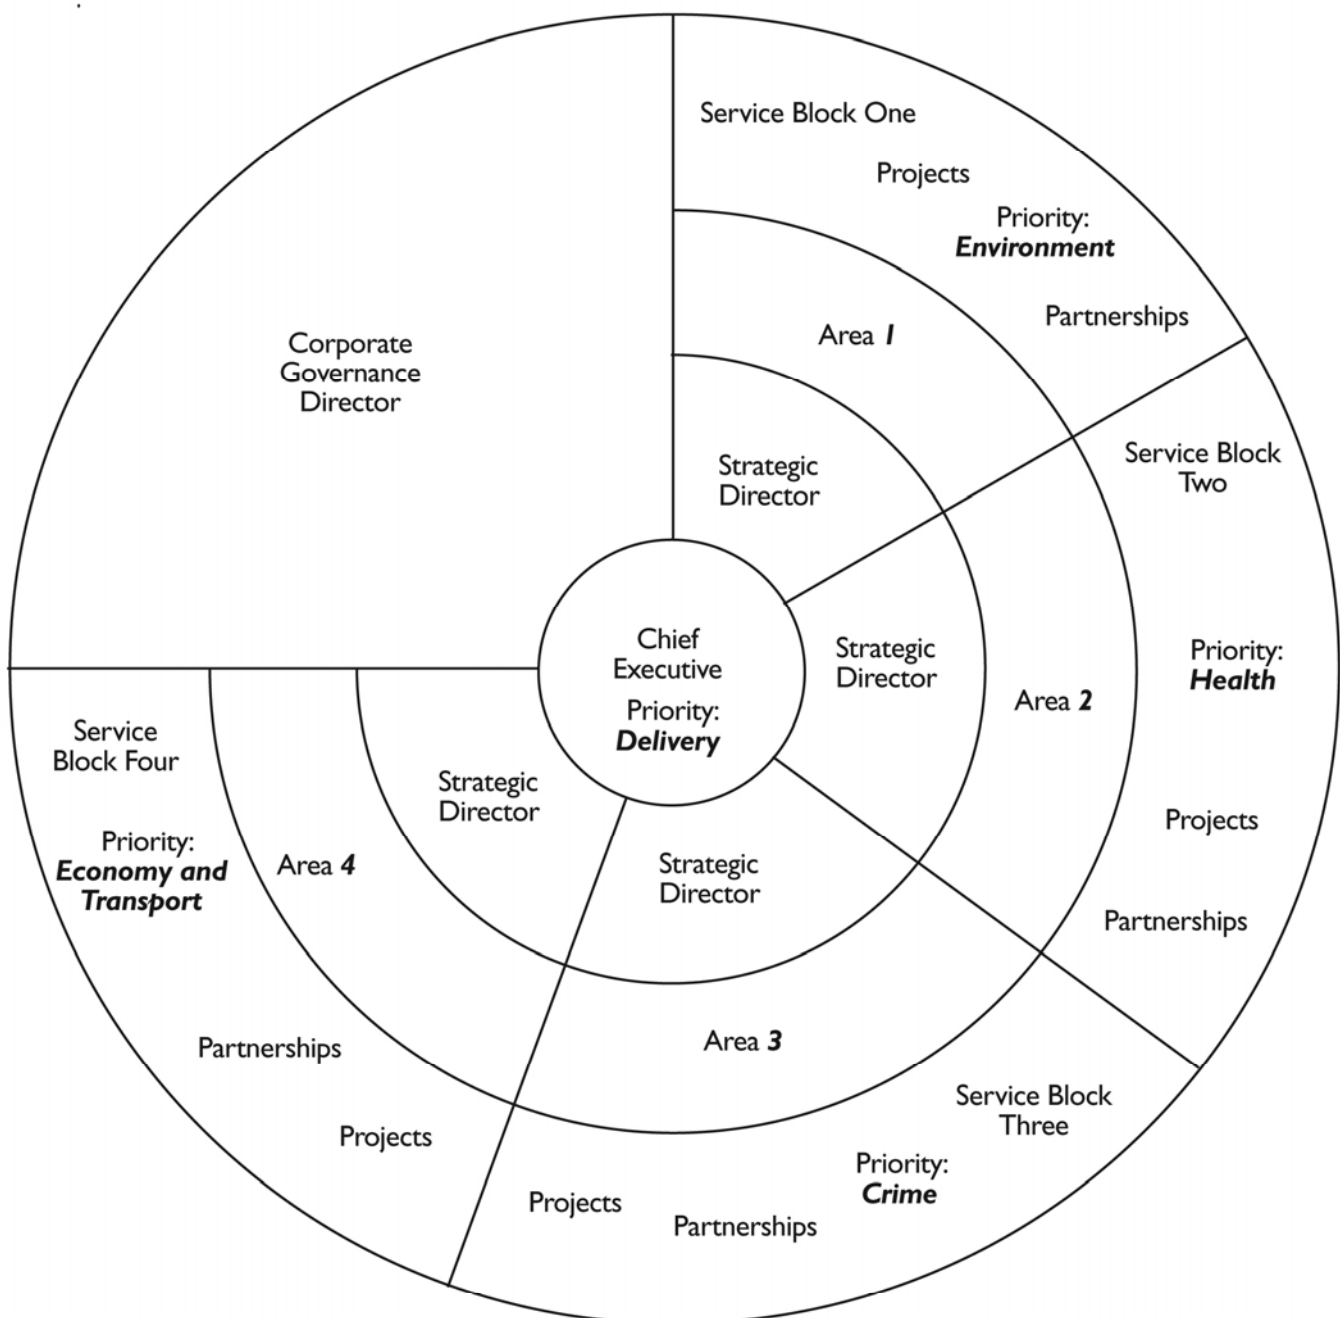 Service Block One
Projects
Priority:
Environment
Partnerships
Area 1
Strategic
Director
Corporate
Governance
Director
Service Block
Two
Priority:
Health
Projects
Partnerships
Area 2
Strategic
Director
Chief
Executive
Priority:
Delivery
Strategic
Director
Area 3
Service Block
Three
Priority:
Crime
Partnerships
Projects
Strategic
Director
Area 4
Service
Block Four
Priority:
Economy and
Transport
Partnerships
Projects